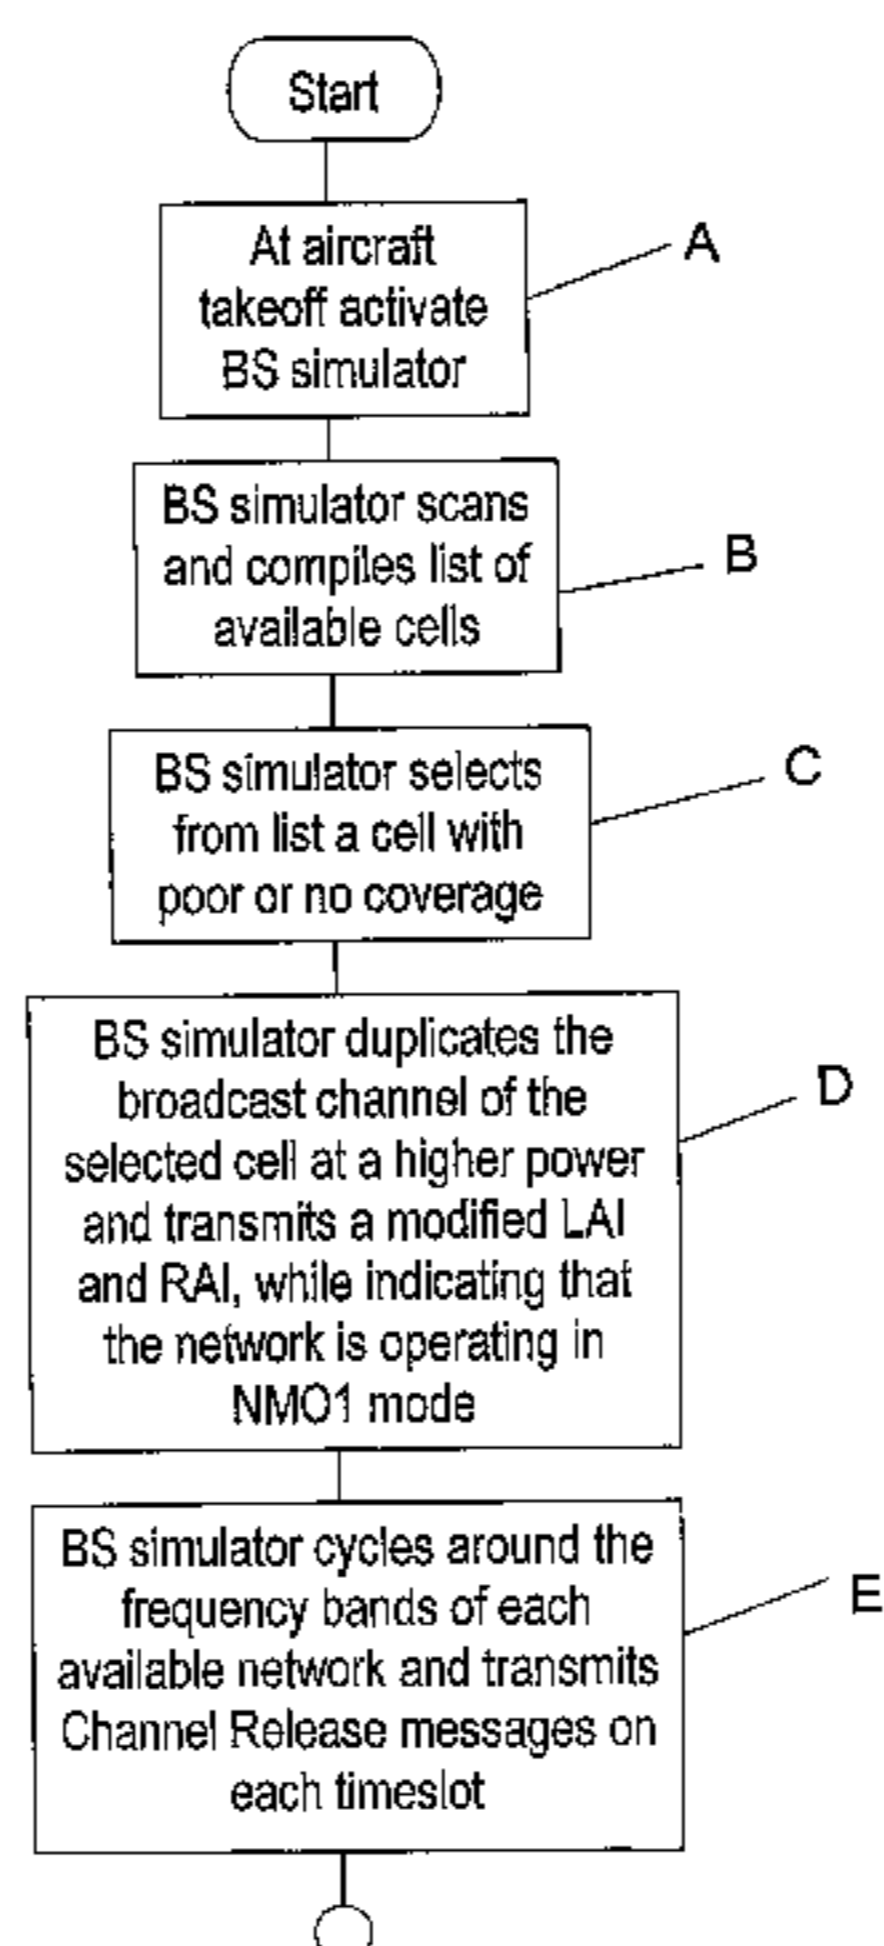 Start
At aircraft
takeoff activate
BS simulator
A
BS simulator scans
and compiles list of
available cells
B
BS simulator selects
from list a cell with
poor or no coverage
C
BS simulator duplicates the
broadcast channel of the
selected cell at a higher power
and transmits a modified LAI
and RAI, while indicating that
the network is operating in
NMO1 mode
D
BS simulator cycles around the
frequency bands of each
available network and transmits
Channel Release messages on
each timeslot
E